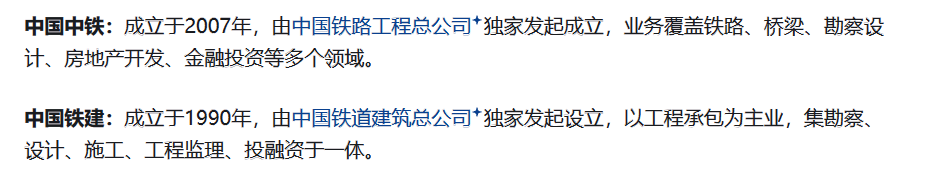 中国中铁：成立于2007年，由中国铁路工程总公司独家发起成立，业务覆盖铁路、桥梁、勘察设
计、房地产开发、金融投资等多个领域。
中国铁建：成立于1990年，由中国铁道建筑总公司独家发起设立，以工程承包为主业，集勘察、
设计、施工、工程监理、投融资于一体。